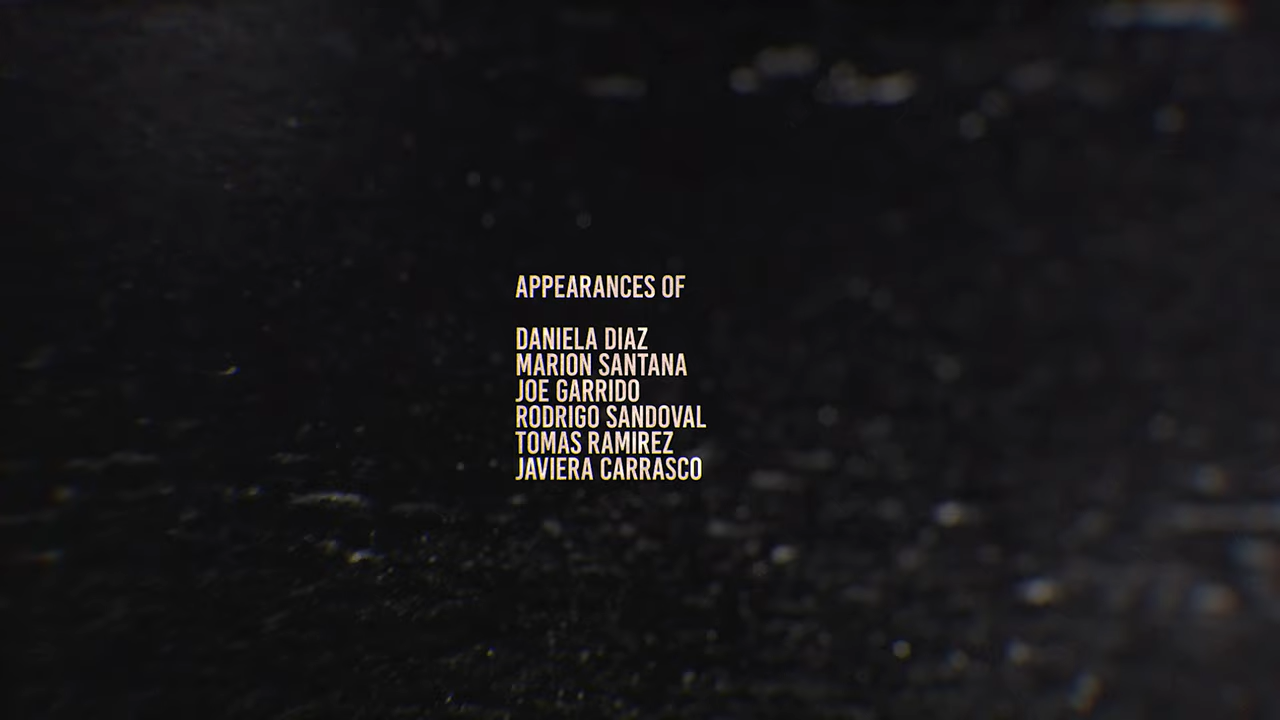 APPEARANCES OF
DANIELA DIAZ
MARION SANTANA
JOE GARRIDO
RODRIGO SANDOVAL
TOMAS RAMIREZ
JAVIERA CARRASCO